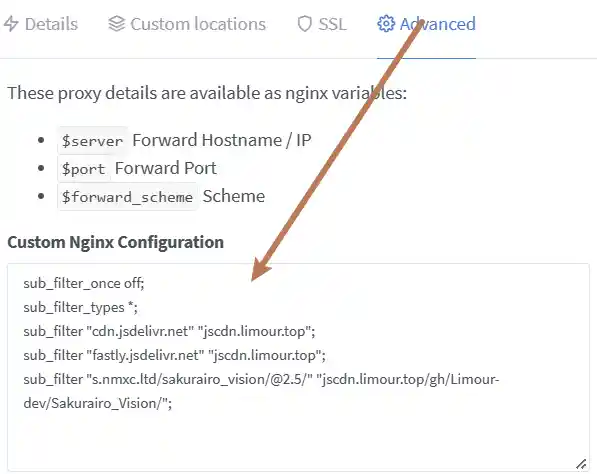 Details Custom locations SSL Advanced
These proxy details are available as nginx variables:
$server Forward Hostname / IP
$port Forward Port
$forward_scheme Scheme
Custom Nginx Configuration
sub_filter_once off;
sub_filter_types *;
sub_filter "cdn.jsdelivr.net" "jscdn.limour.top";
sub_filter "fastly.jsdelivr.net" "jscdn.limour.top";
sub_filter "s.nmxc.ltd/sakurairo_vision/@2.5/" "jscdn.limour.top/gh/Limour-
dev/Sakurairo_Vision/";